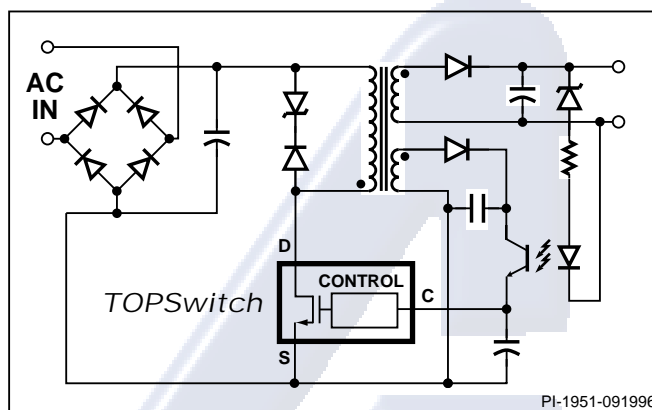 AC
IN
D
CONTROL
C
TOPSwitch
S
PI-1951-091996